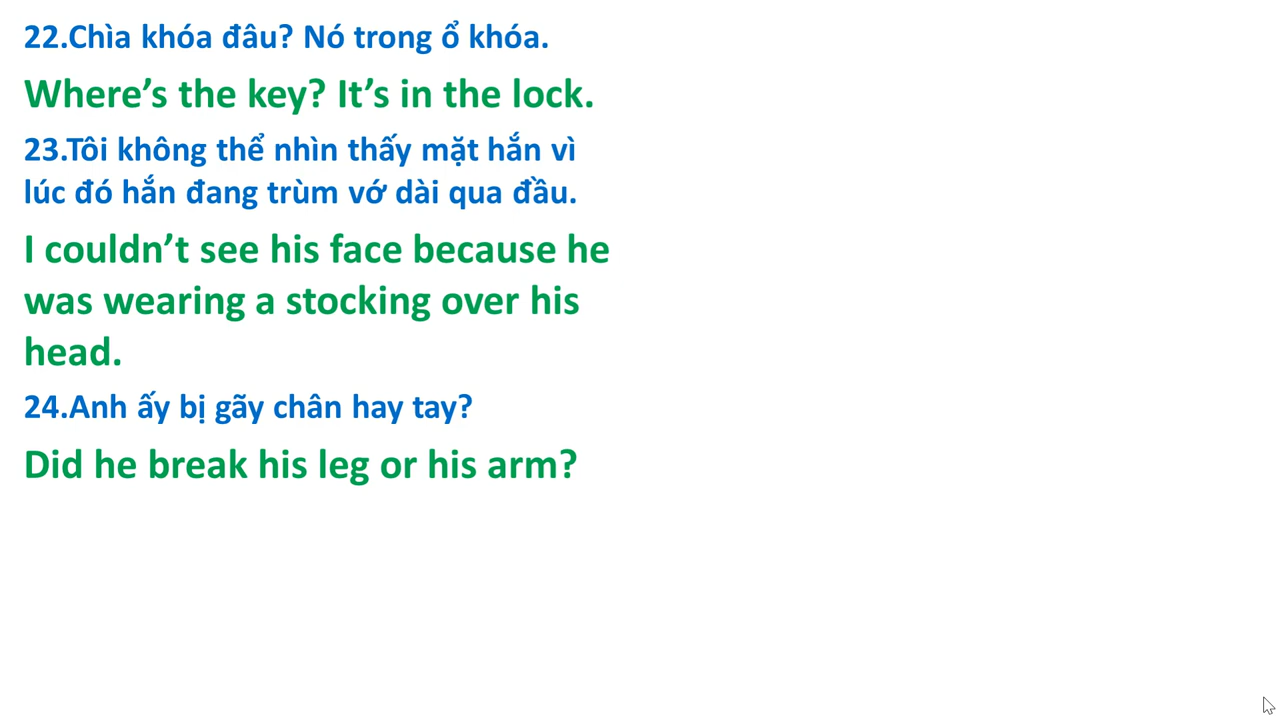 22.Chìa khóa đâu? Nó trong ổ khóa.
Where’s the key? It’s in the lock.
23.Tôi không thể nhìn thấy mặt hắn vì
lúc đó hắn đang trùm vớ dài qua đầu.
I couldn’t see his face because he
was wearing a stocking over his
head.
24.Anh ấy bị gãy chân hay tay?
Did he break his leg or his arm?